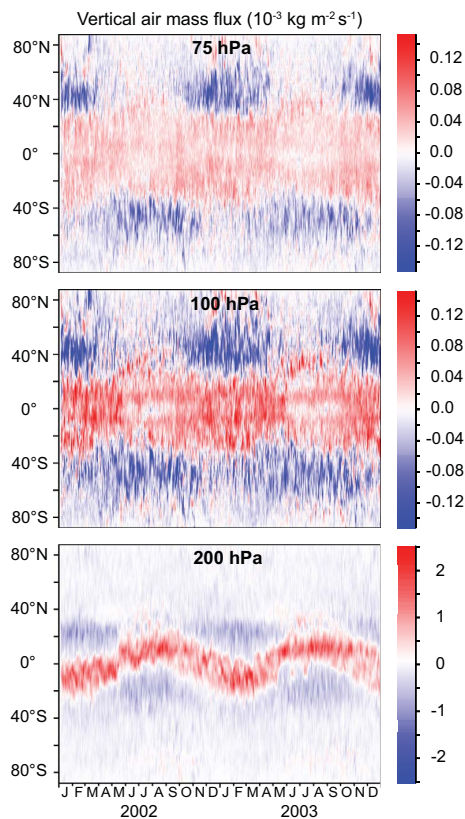 Vertical air mass flux (10⁻³ kg m⁻² s⁻¹)
75 hPa
80°N
40°N
0°
40°S
80°S
0.12
0.08
0.04
0.0
-0.04
-0.08
-0.12
100 hPa
80°N
40°N
0°
40°S
80°S
0.12
0.08
0.04
0.0
-0.04
-0.08
-0.12
200 hPa
80°N
40°N
0°
40°S
80°S
2
1
0
-1
-2
J F M A M J J A S O N D J F M A M J J A S O N D
2002 2003